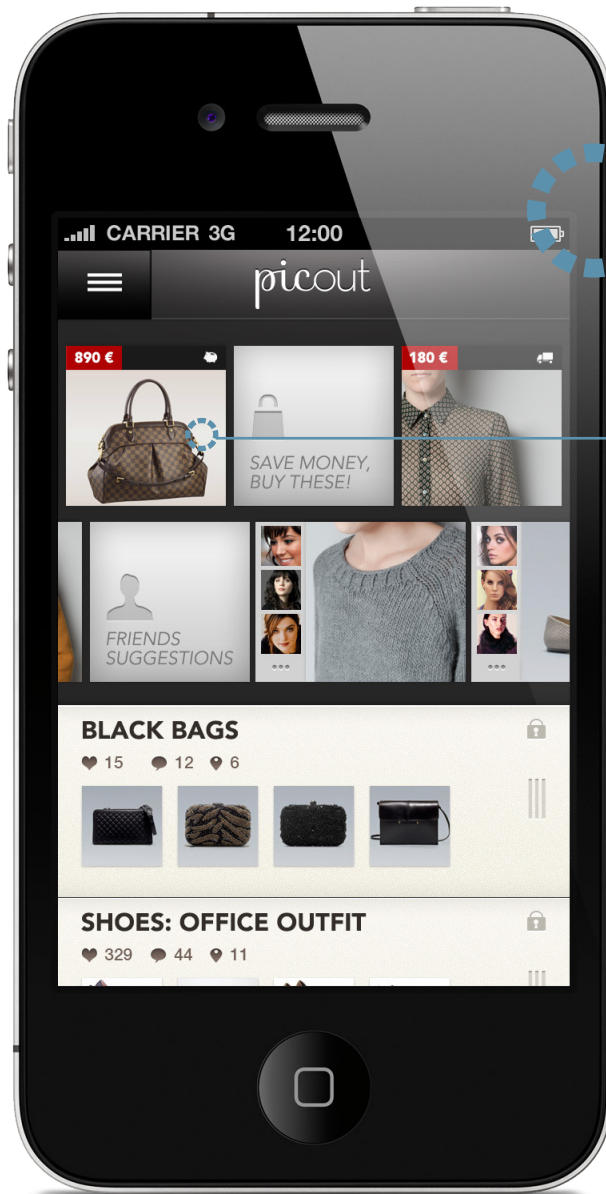 CARRIER 3G 12:00
picout
890 €
180 €
SAVE MONEY,
BUY THESE!
FRIENDS
SUGGESTIONS
BLACK BAGS
15 12 6
SHOES: OFFICE OUTFIT
329 44 11